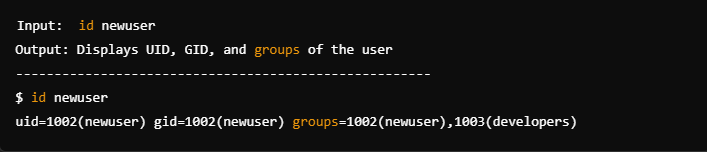 Input:  id newuser
Output: Displays UID, GID, and groups of the user
------------------------------------------------------
$ id newuser
uid=1002(newuser) gid=1002(newuser) groups=1002(newuser),1003(developers)